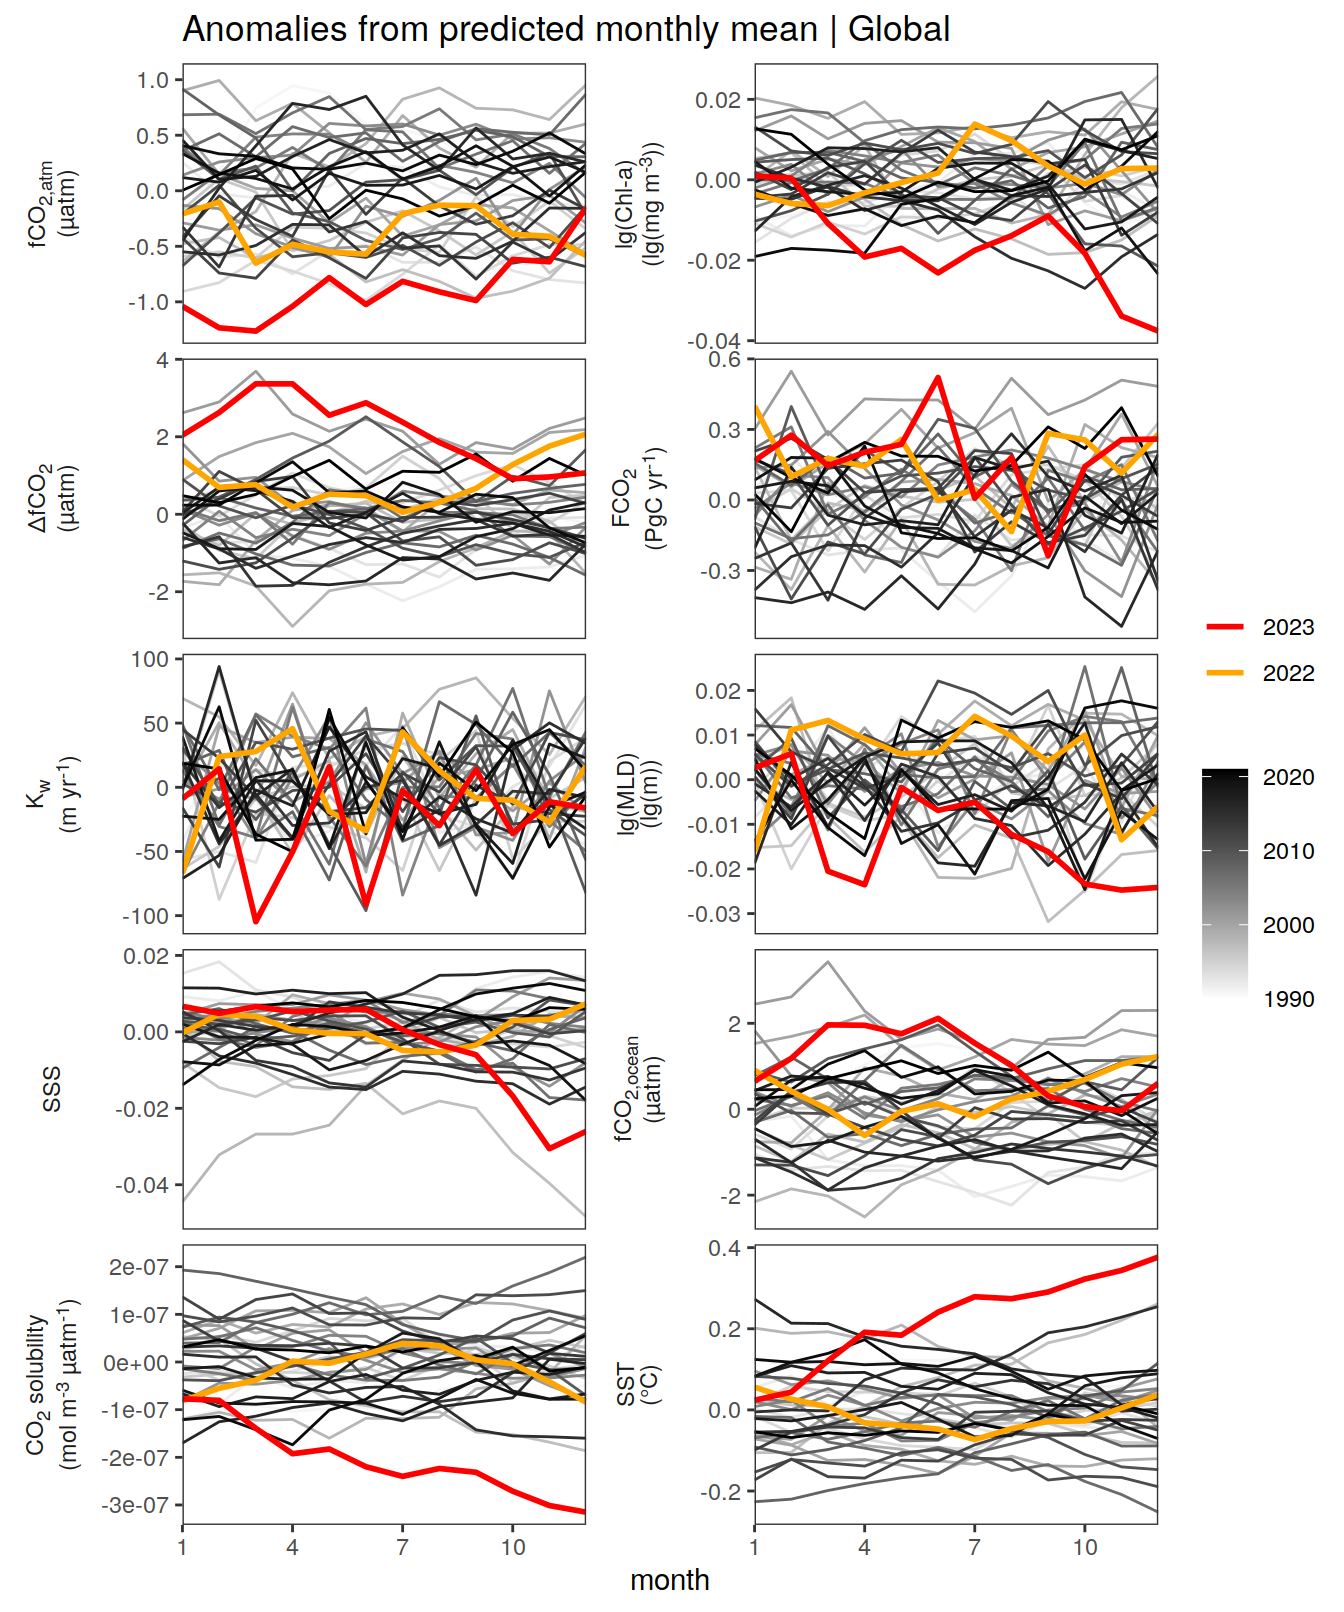 Anomalies from predicted monthly mean | Global
fCO2,atm
(µatm)
1.0
0.5
0.0
-0.5
-1.0
lg(Chl-a)
(lg(mg m-3))
0.02
0.00
-0.02
-0.04
ΔfCO2
(µatm)
4
2
0
-2
FCO2
(PgC yr-1)
0.6
0.3
0.0
-0.3
Kw
(m yr-1)
100
50
0
-50
-100
lg(MLD)
(lg(m))
0.02
0.01
0.00
-0.01
-0.02
-0.03
SSS
0.02
0.00
-0.02
-0.04
fCO2,ocean
(µatm)
2
0
-2
CO2 solubility
(mol m-3 µatm-1)
2e-07
1e-07
0e+00
-1e-07
-2e-07
-3e-07
SST
(°C)
0.4
0.2
0.0
-0.2
1 4 7 10
1 4 7 10
month
2023
2022
2020
2010
2000
1990